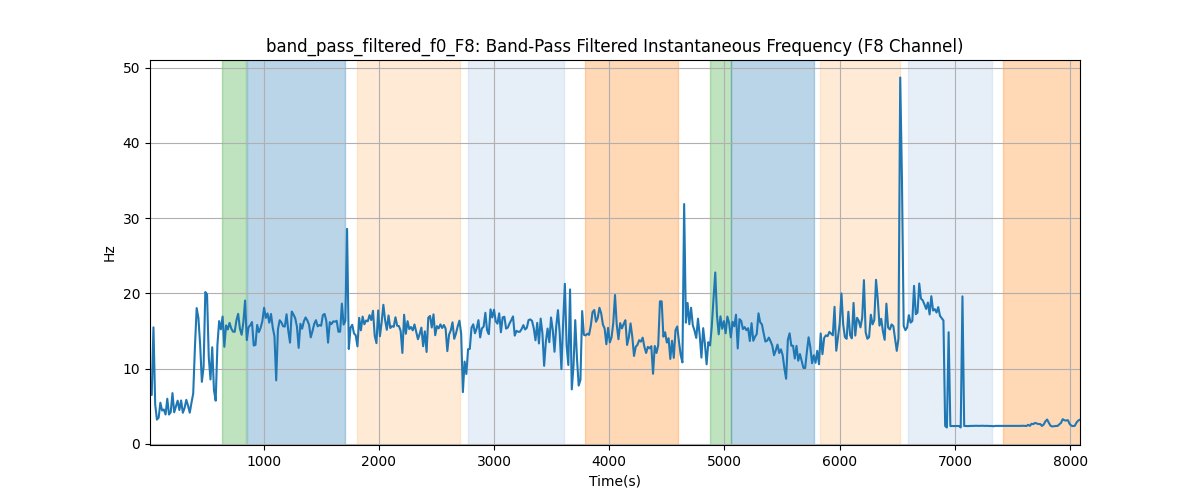 band_pass_filtered_f0_F8: Band-Pass Filtered Instantaneous Frequency (F8 Channel)
50
40
30
20
10
0
Hz
1000 2000 3000 4000 5000 6000 7000 8000
Time(s)